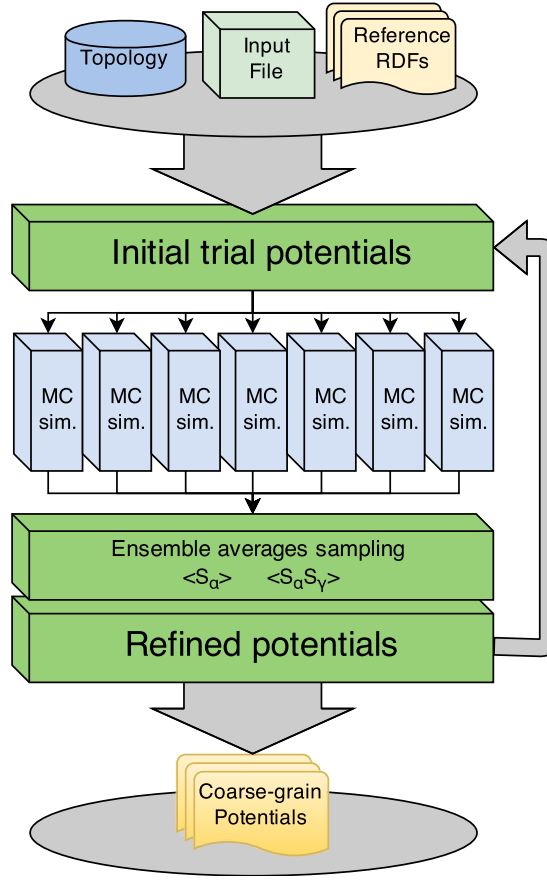 Topology
Input
File
Reference
RDFs
Initial trial potentials
MC
sim.
MC
sim.
MC
sim.
MC
sim.
MC
sim.
MC
sim.
MC
sim.
Ensemble averages sampling
<Sα> <SαSγ>
Refined potentials
Coarse-grain
Potentials